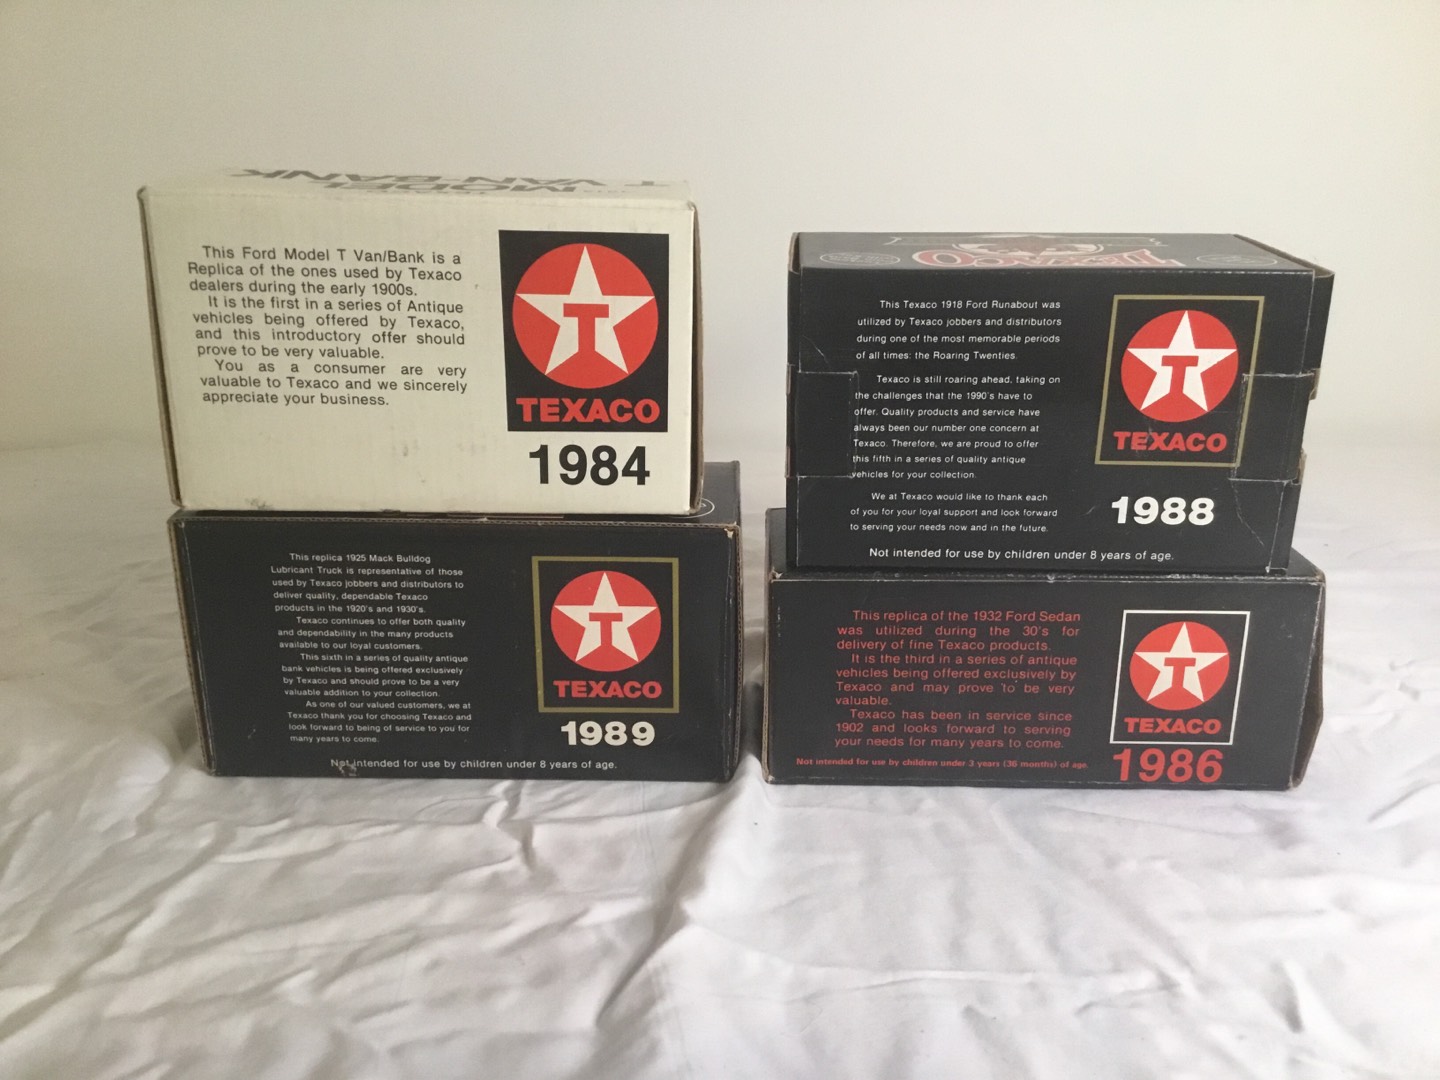 MODEL
T VAN-BANK
This Ford Model T Van/Bank is a
Replica of the ones used by Texaco
dealers during the early 1900s.
It is the first in a series of Antique
vehicles being offered by Texaco,
and this introductory offer should
prove to be very valuable.
You as a consumer are very
valuable to Texaco and we sincerely
appreciate your business.
T
TEXACO
1984
This replica 1925 Mack Bulldog
Lubricant Truck is representative of those
used by Texaco jobbers and distributors to
deliver quality, dependable Texaco
products in the 1920's and 1930's.
Texaco continues to offer both quality
and dependability in the many products
available to our loyal customers.
This sixth in a series of quality antique
bank vehicles is being offered exclusively
by Texaco and should prove to be a very
valuable addition to your collection.
As one of our valued customers, we at
Texaco thank you for choosing Texaco and
look forward to being of service to you for
many years to come.
T
TEXACO
1989
Not intended for use by children under 8 years of age.
TEXACO
This Texaco 1918 Ford Runabout was
utilized by Texaco jobbers and distributors
during one of the most memorable periods
of all times: the Roaring Twenties.
Texaco is still roaring ahead, taking on
the challenges that the 1990's have to
offer. Quality products and service have
always been our number one concern at
Texaco. Therefore, we are proud to offer
this fifth in a series of quality antique
vehicles for your collection.
We at Texaco would like to thank each
of you for your loyal support and look forward
to serving your needs now and in the future.
T
TEXACO
1988
Not intended for use by children under 8 years of age.
This replica of the 1932 Ford Sedan
was utilized during the 30's for
delivery of fine Texaco products.
It is the third in a series of antique
vehicles being offered exclusively by
Texaco and may prove to be very
valuable.
Texaco has been in service since
1902 and looks forward to serving
your needs for many years to come.
Not intended for use by children under 3 years (36 months) of age.
T
TEXACO
1986